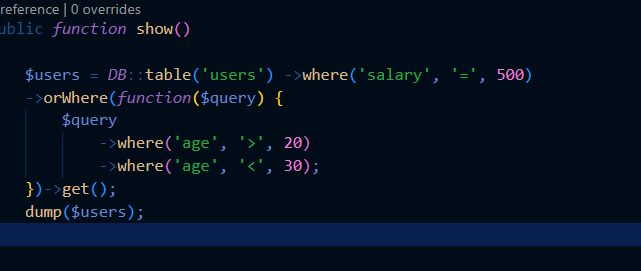 reference | 0 overrides
ublic function show()
$users = DB::table('users') ->where('salary', '=', 500)
->orWhere(function($query) {
$query
->where('age', '>', 20)
->where('age', '<', 30);
})->get();
dump($users);